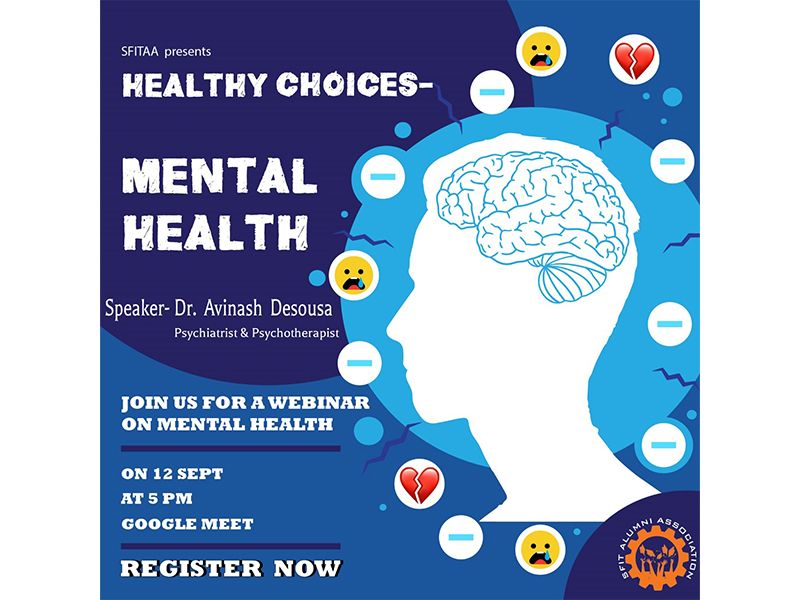 SFITAA presents
HEALTHY CHOICES-
MENTAL
HEALTH
Speaker- Dr. Avinash Desousa
Psychiatrist & Psychotherapist
JOIN US FOR A WEBINAR
ON MENTAL HEALTH
ON 12 SEPT
AT 5 PM
GOOGLE MEET
REGISTER NOW
SFIT ALUMNI ASSOCIATION